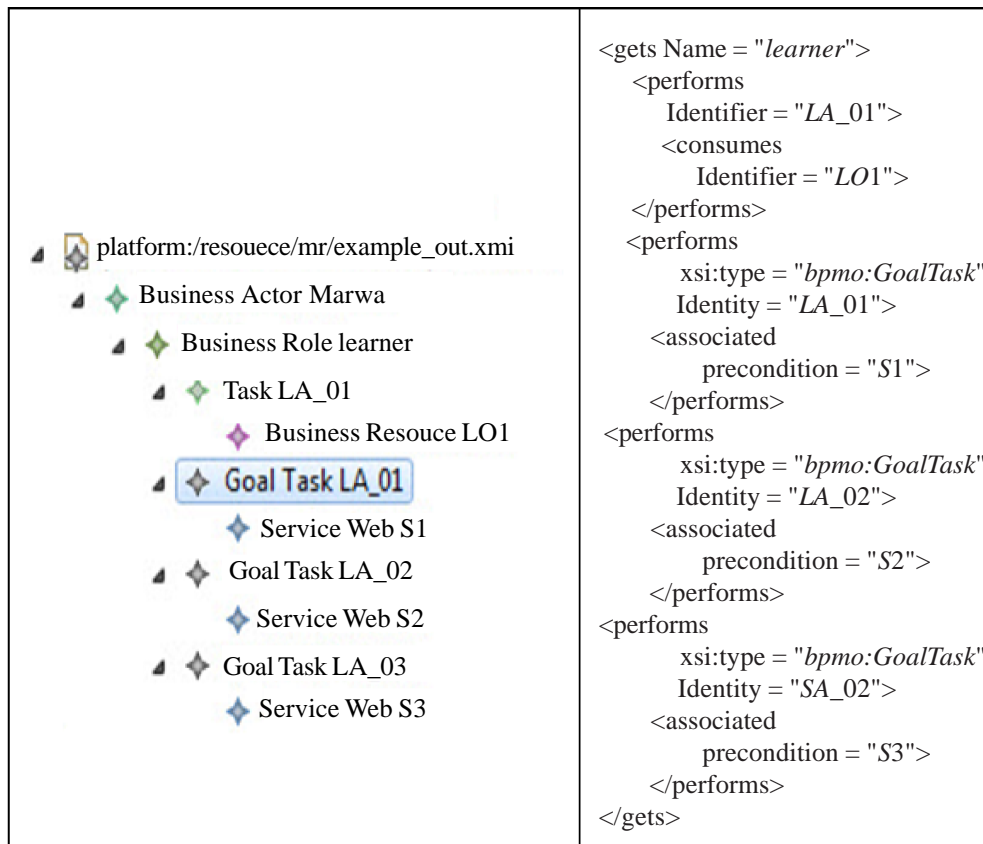 platform:/resouece/mr/example_out.xmi
Business Actor Marwa
Business Role learner
Task LA_01
Business Resouce LO1
Goal Task LA_01
Service Web S1
Goal Task LA_02
Service Web S2
Goal Task LA_03
Service Web S3
<gets Name = "learner">
<performs
Identifier = "LA_01">
<consumes
Identifier = "LO1">
</performs>
<performs
xsi:type = "bpmo:GoalTask"
Identity = "LA_01">
<associated
precondition = "S1">
</performs>
<performs
xsi:type = "bpmo:GoalTask"
Identity = "LA_02">
<associated
precondition = "S2">
</performs>
<performs
xsi:type = "bpmo:GoalTask"
Identity = "SA_02">
<associated
precondition = "S3">
</performs>
</gets>